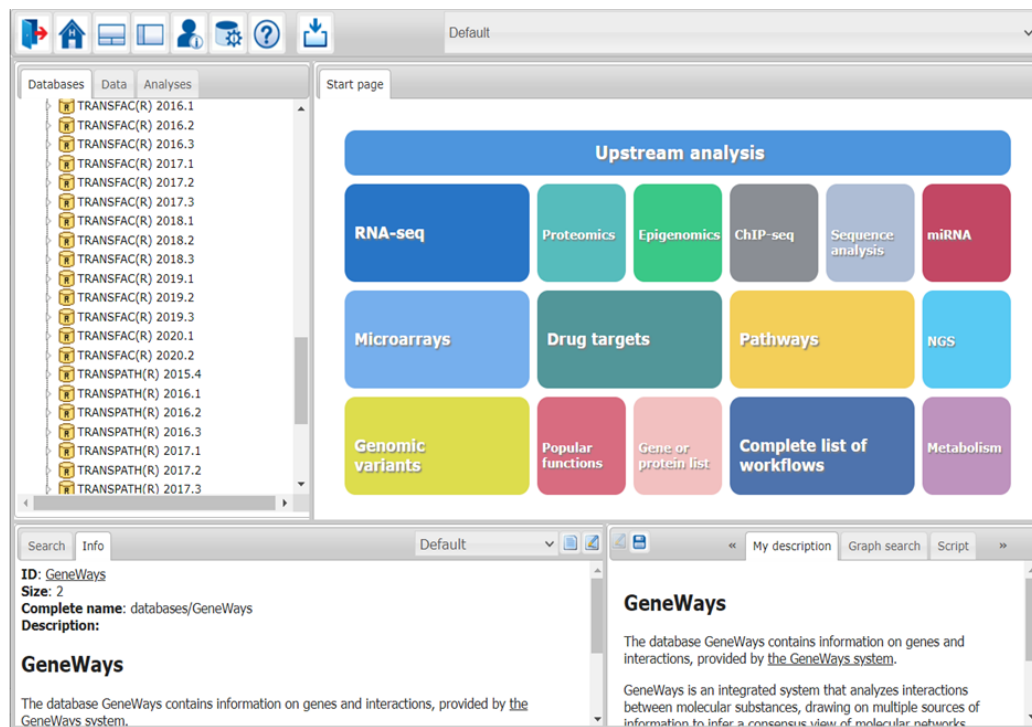 Default
Databases
Data
Analyses
Start page
TRANSFAC(R) 2016.1
TRANSFAC(R) 2016.2
TRANSFAC(R) 2016.3
TRANSFAC(R) 2017.1
TRANSFAC(R) 2017.2
TRANSFAC(R) 2017.3
TRANSFAC(R) 2018.1
TRANSFAC(R) 2018.2
TRANSFAC(R) 2018.3
TRANSFAC(R) 2019.1
TRANSFAC(R) 2019.2
TRANSFAC(R) 2019.3
TRANSFAC(R) 2020.1
TRANSFAC(R) 2020.2
TRANSPATH(R) 2015.4
TRANSPATH(R) 2016.1
TRANSPATH(R) 2016.2
TRANSPATH(R) 2016.3
TRANSPATH(R) 2017.1
TRANSPATH(R) 2017.2
TRANSPATH(R) 2017.3
Upstream analysis
RNA-seq
Proteomics
Epigenomics
ChIP-seq
Sequence
analysis
miRNA
Microarrays
Drug targets
Pathways
NGS
Genomic
variants
Popular
functions
Gene or
protein list
Complete list of
workflows
Metabolism
Search
Info
Default
ID: GeneWays
Size: 2
Complete name: databases/GeneWays
Description:
GeneWays
The database GeneWays contains information on genes and interactions, provided by the
GeneWays system.
«
My description
Graph search
Script
»
GeneWays
The database GeneWays contains information on genes and
interactions, provided by the GeneWays system.
GeneWays is an integrated system that analyzes interactions
between molecular substances, drawing on multiple sources of
information to infer a consensus view of molecular networks